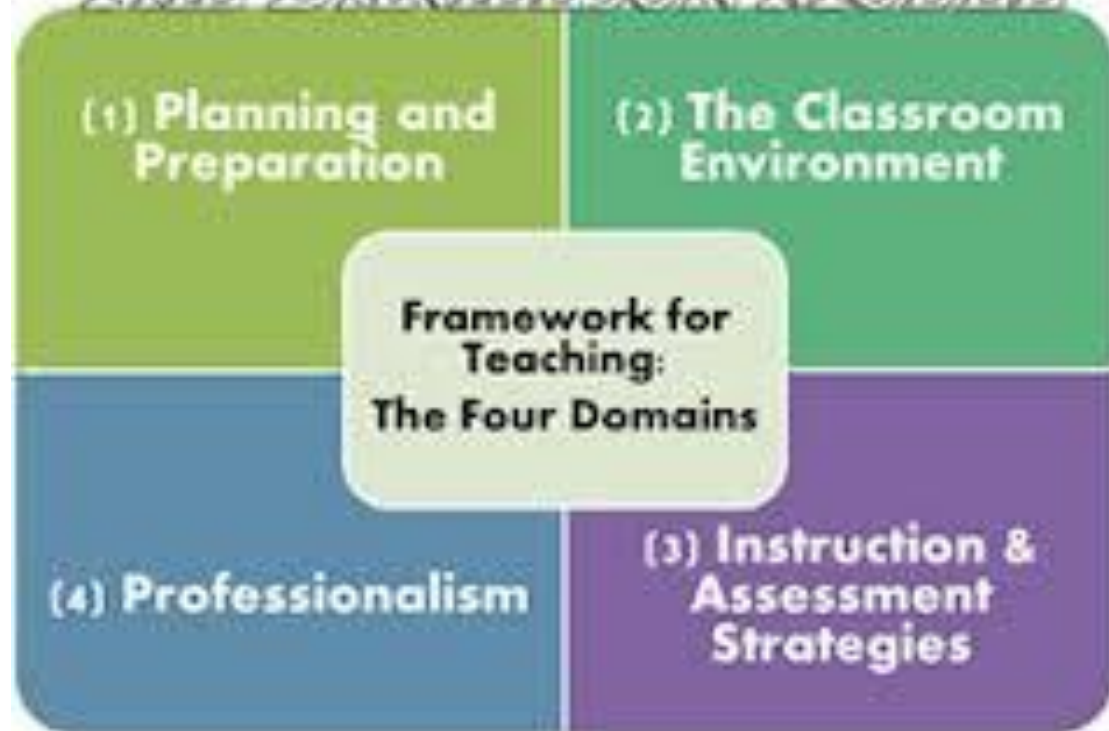 (1) Planning and
Preparation
(2) The Classroom
Environment
Framework for
Teaching:
The Four Domains
(4) Professionalism
(3) Instruction &
Assessment
Strategies